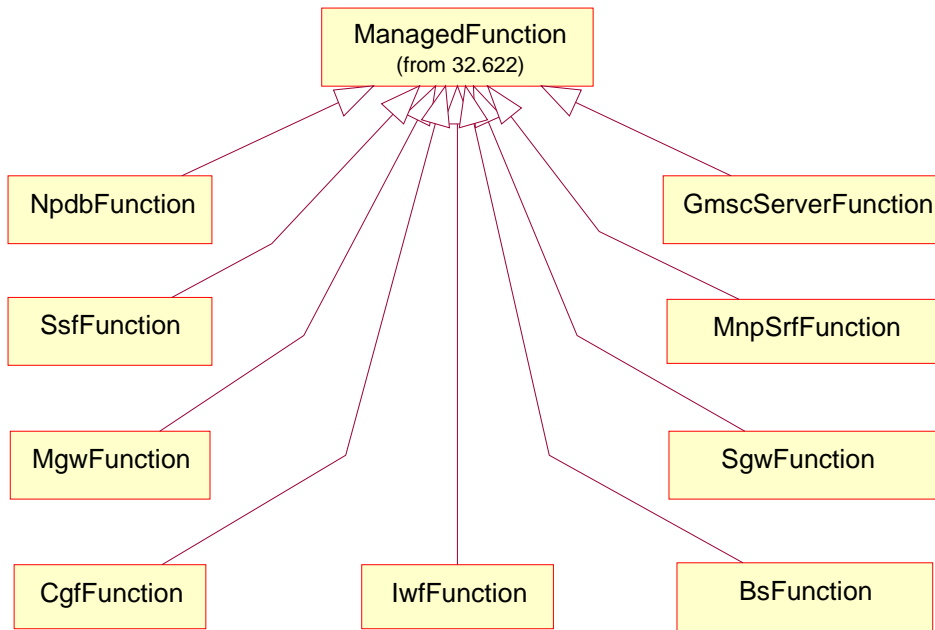 ManagedFunction
(from 32.622)
NpdbFunction
GmscServerFunction
SsfFunction
MnpSrfFunction
MgwFunction
SgwFunction
CgfFunction
IwfFunction
BsFunction